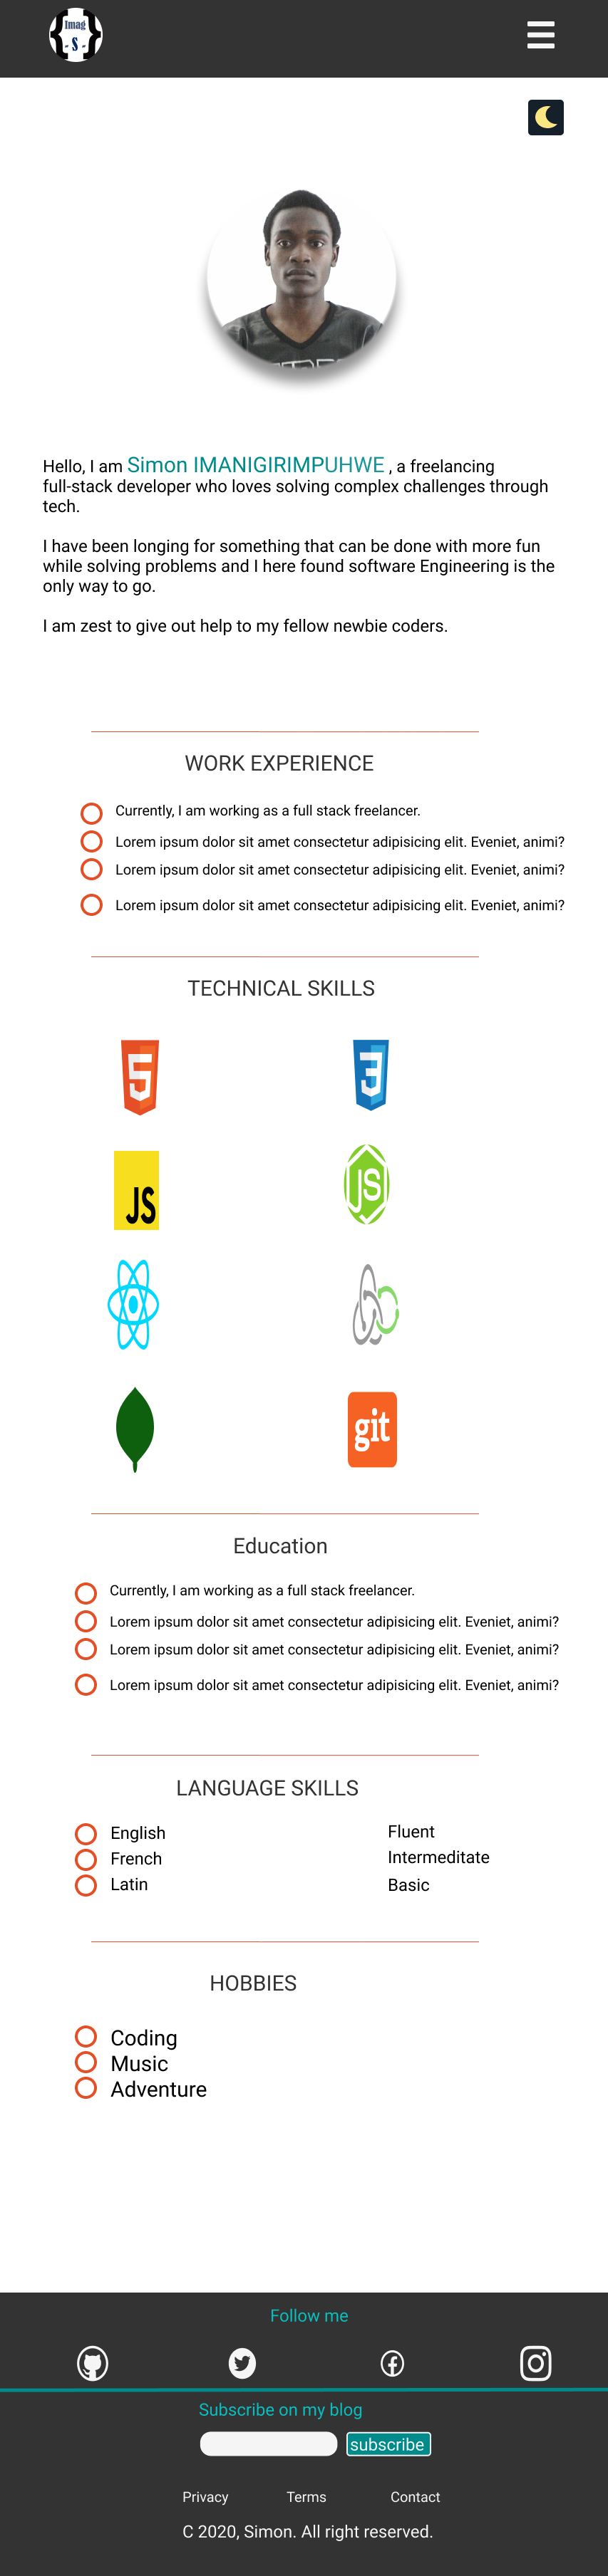 Imag
- S -
Hello, I am Simon IMANIGIRIMPUHWE , a freelancing
full-stack developer who loves solving complex challenges through
tech.
I have been longing for something that can be done with more fun
while solving problems and I here found software Engineering is the
only way to go.
I am zest to give out help to my fellow newbie coders.
WORK EXPERIENCE
Currently, I am working as a full stack freelancer.
Lorem ipsum dolor sit amet consectetur adipisicing elit. Eveniet, animi?
Lorem ipsum dolor sit amet consectetur adipisicing elit. Eveniet, animi?
Lorem ipsum dolor sit amet consectetur adipisicing elit. Eveniet, animi?
TECHNICAL SKILLS
5 3
JS JS
git
Education
Currently, I am working as a full stack freelancer.
Lorem ipsum dolor sit amet consectetur adipisicing elit. Eveniet, animi?
Lorem ipsum dolor sit amet consectetur adipisicing elit. Eveniet, animi?
Lorem ipsum dolor sit amet consectetur adipisicing elit. Eveniet, animi?
LANGUAGE SKILLS
English Fluent
French Intermeditate
Latin Basic
HOBBIES
Coding
Music
Adventure
Follow me
Subscribe on my blog
subscribe
Privacy Terms Contact
C 2020, Simon. All right reserved.